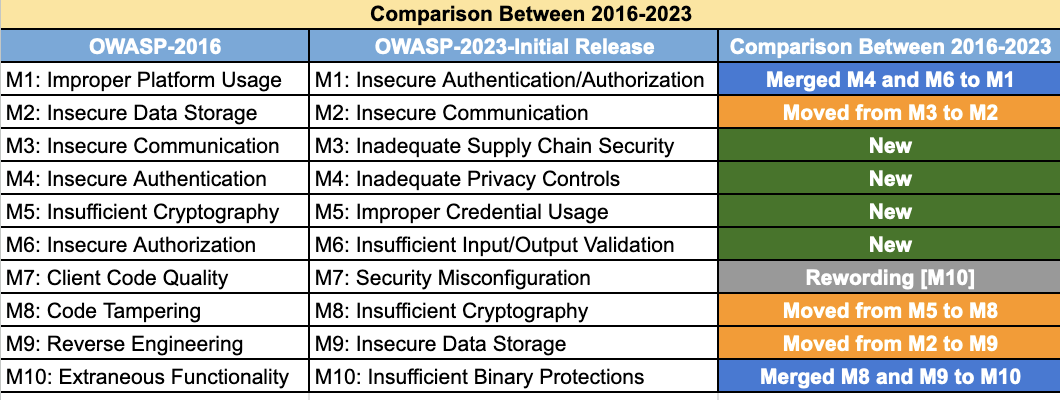 Comparison Between 2016-2023
OWASP-2016 OWASP-2023-Initial Release Comparison Between 2016-2023
M1: Improper Platform Usage M1: Insecure Authentication/Authorization Merged M4 and M6 to M1
M2: Insecure Data Storage M2: Insecure Communication Moved from M3 to M2
M3: Insecure Communication M3: Inadequate Supply Chain Security New
M4: Insecure Authentication M4: Inadequate Privacy Controls New
M5: Insufficient Cryptography M5: Improper Credential Usage New
M6: Insecure Authorization M6: Insufficient Input/Output Validation New
M7: Client Code Quality M7: Security Misconfiguration Rewording [M10]
M8: Code Tampering M8: Insufficient Cryptography Moved from M5 to M8
M9: Reverse Engineering M9: Insecure Data Storage Moved from M2 to M9
M10: Extraneous Functionality M10: Insufficient Binary Protections Merged M8 and M9 to M10